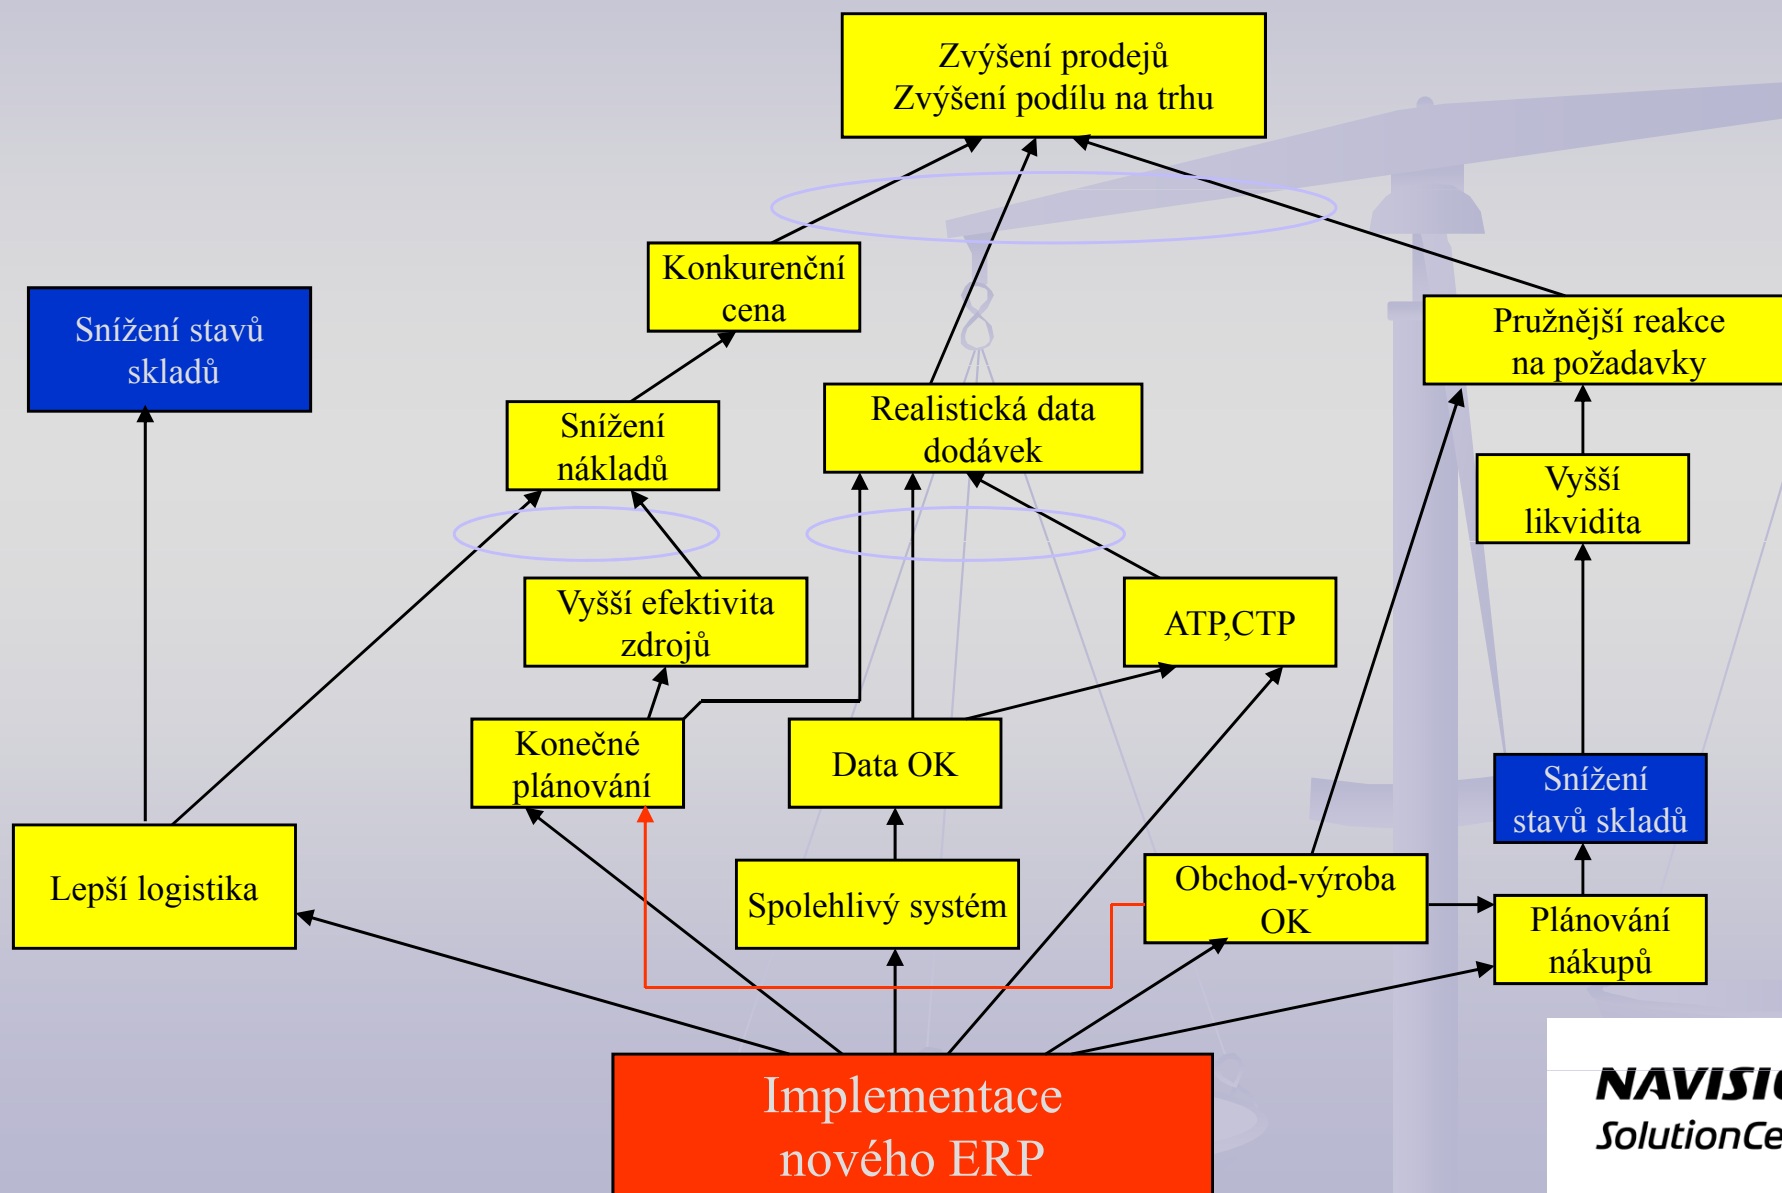 Zvýšení prodejů
Zvýšení podílu na trhu
Konkurenční
cena
Snížení stavů
skladů
Pružnější reakce
na požadavky
Realistická data
dodávek
Snížení
nákladů
Vyšší
likvidita
Vyšší efektivita
zdrojů
ATP,CTP
Konečné
plánování
Data OK
Snížení
stavů skladů
Lepší logistika
Spolehlivý systém
Obchod-výroba
OK
Plánování
nákupů
Implementace
nového ERP